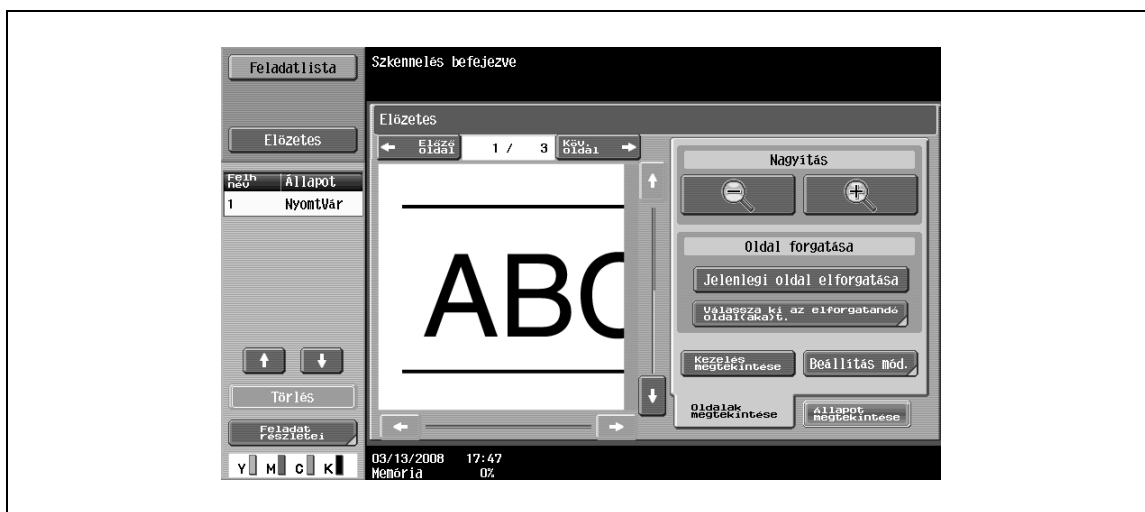 Feladatlista
Szkennelés befejezve
Előzetes
Előzetes
Előző
oldal
1 / 3
Köv.
oldal
Felh
név
Állapot
1 NyomtVár
ABC
Nagyítás
Oldal forgatása
Jelenlegi oldal elforgatása
Válassza ki az elforgatandó
oldal(aka)t.
Kezelés
megtekintése
Beállítás mód.
Oldalak
megtekintése
Állapot
megtekintése
Törlés
Feladat
részletei
Y M C K
03/13/2008 17:47
Memória 0%